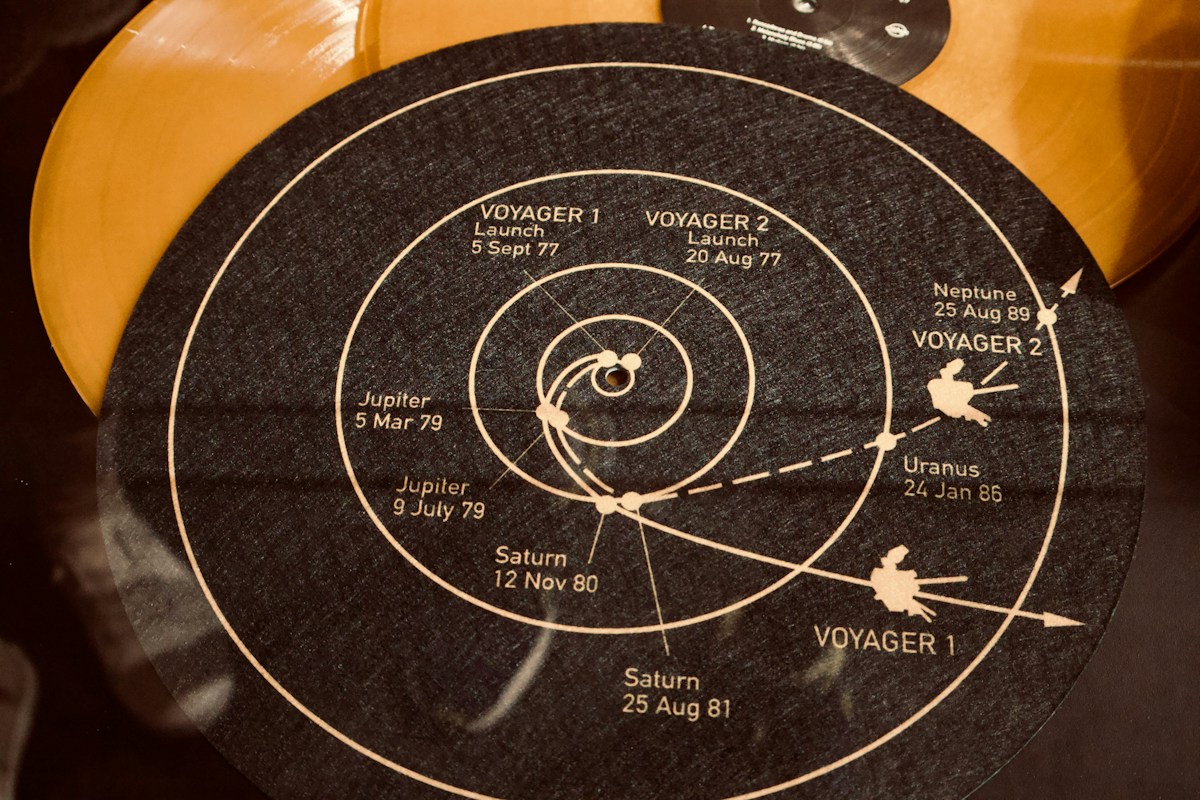 VOYAGER 1
Launch
5 Sept 77
VOYAGER 2
Launch
20 Aug 77
Neptune
25 Aug 89
VOYAGER 2
Jupiter
5 Mar 79
Uranus
24 Jan 86
Jupiter
9 July 79
Saturn
12 Nov 80
VOYAGER 1
Saturn
25 Aug 81